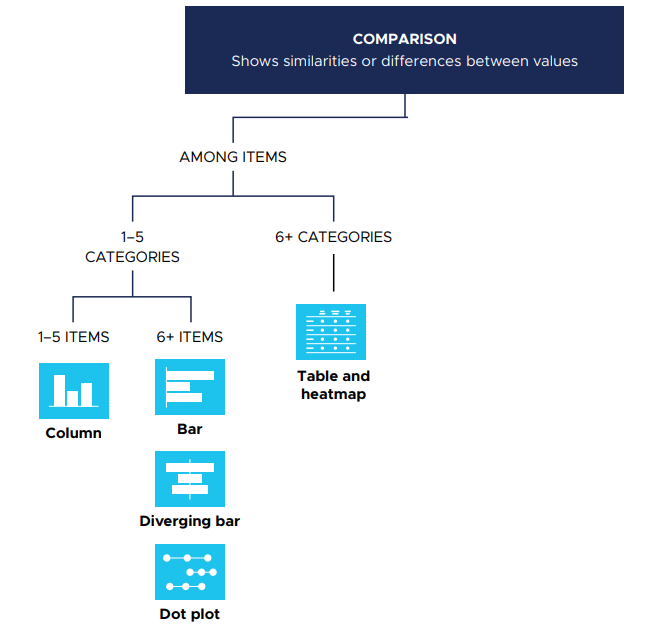 COMPARISON
Shows similarities or differences between values
AMONG ITEMS
1–5
CATEGORIES
6+ CATEGORIES
1–5 ITEMS
6+ ITEMS
Table and
heatmap
Column
Bar
Diverging bar
Dot plot